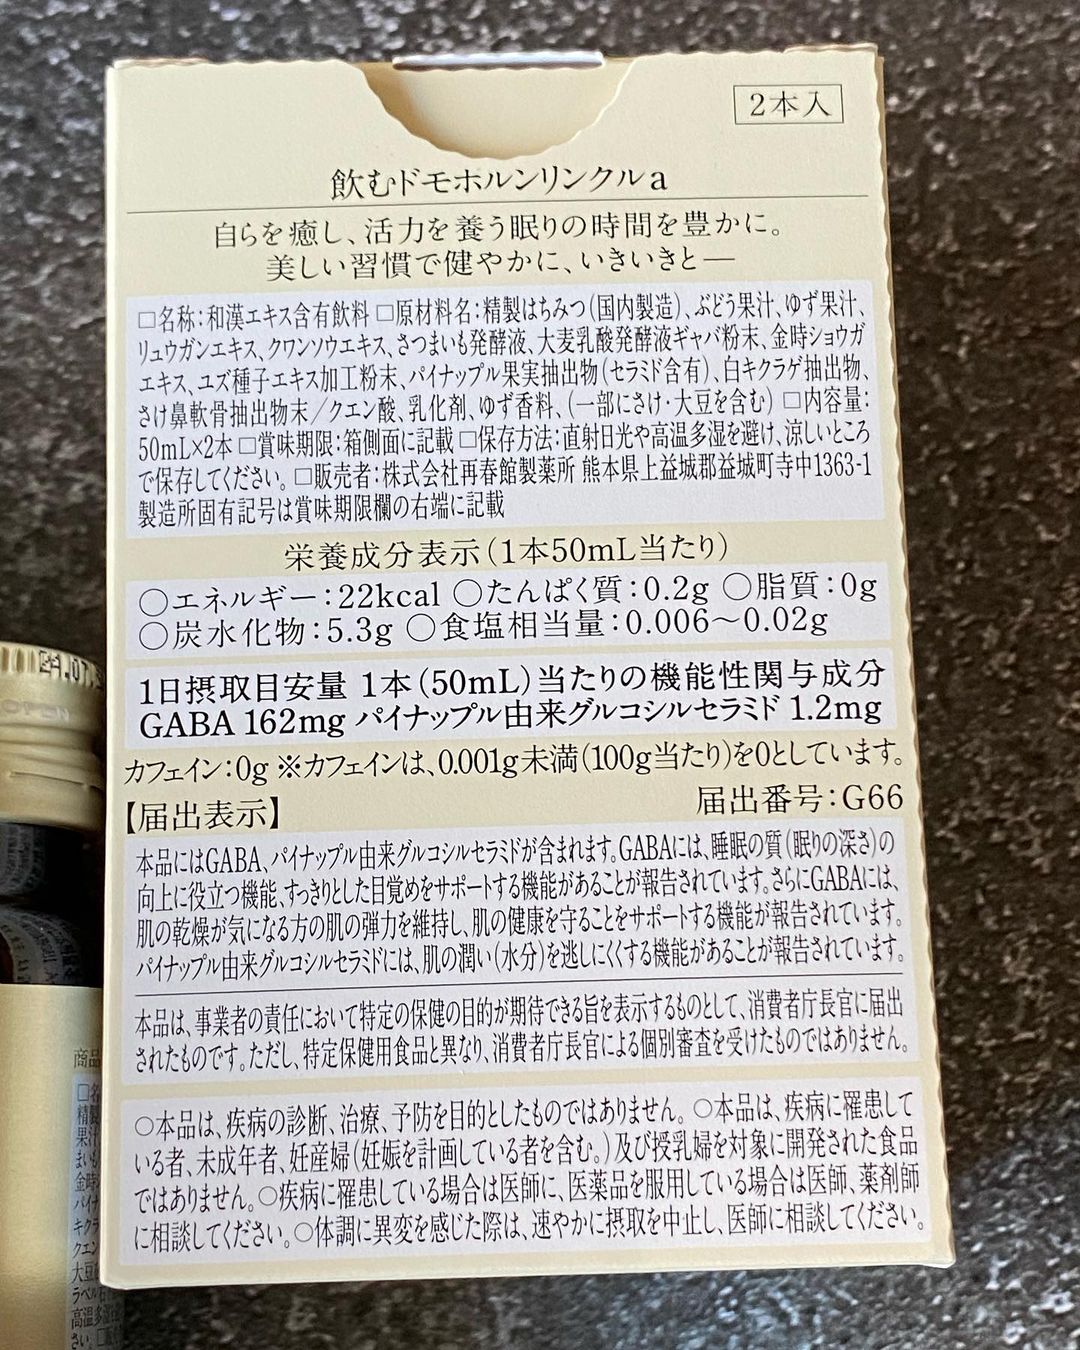 2本入
飲むドモホルンリンクルa
自らを癒し、活力を養う眠りの時間を豊かに。
美しい習慣で健やかに、いきいきと―
□名称：和漢エキス含有飲料 □原材料名：精製はちみつ（国内製造）、ぶどう果汁、ゆず果汁、
リュウガンエキス、クワンソウエキス、さつまいも発酵液、大麦乳酸発酵液ギャバ粉末、金時ショウガ
エキス、ユズ種子エキス加工粉末、パイナップル果実抽出物（セラミド含有）、白キクラゲ抽出物、
さけ鼻軟骨抽出物末／クエン酸、乳化剤、ゆず香料、（一部にさけ・大豆を含む） □内容量：
50mL×2本 □賞味期限：箱側面に記載 □保存方法：直射日光や高温多湿を避け、涼しいところ
で保存してください。 □販売者：株式会社再春館製薬所 熊本県上益城郡益城町寺中1363-1
製造所固有記号は賞味期限欄の右端に記載
栄養成分表示（1本50mL当たり）
○エネルギー：22kcal ○たんぱく質：0.2g ○脂質：0g
○炭水化物：5.3g ○食塩相当量：0.006～0.02g
1日摂取目安量 1本（50mL）当たりの機能性関与成分
GABA 162mg パイナップル由来グルコシルセラミド 1.2mg
カフェイン：0g ※カフェインは、0.001g未満（100g当たり）を0としています。
【届出表示】 届出番号：G66
本品にはGABA、パイナップル由来グルコシルセラミドが含まれます。GABAには、睡眠の質（眠りの深さ）の
向上に役立つ機能、すっきりとした目覚めをサポートする機能があることが報告されています。さらにGABAには、
肌の乾燥が気になる方の肌の弾力を維持し、肌の健康を守ることをサポートする機能が報告されています。
パイナップル由来グルコシルセラミドには、肌の潤い（水分）を逃しにくくする機能があることが報告されています。
本品は、事業者の責任において特定の保健の目的が期待できる旨を表示するものとして、消費者庁長官に届出
されたものです。ただし、特定保健用食品と異なり、消費者庁長官による個別審査を受けたものではありません。
○本品は、疾病の診断、治療、予防を目的としたものではありません。 ○本品は、疾病に罹患して
いる者、未成年者、妊産婦（妊娠を計画している者を含む。）及び授乳婦を対象に開発された食品
ではありません。○疾病に罹患している場合は医師に、医薬品を服用している場合は医師、薬剤師
に相談してください。○体調に異変を感じた際は、速やかに摂取を中止し、医師に相談してください。
OPEN
商品
□名
精製
果汁
まいも
金時
パイナ
キクラ
クエン
大豆
ラベル
高温多
さい。